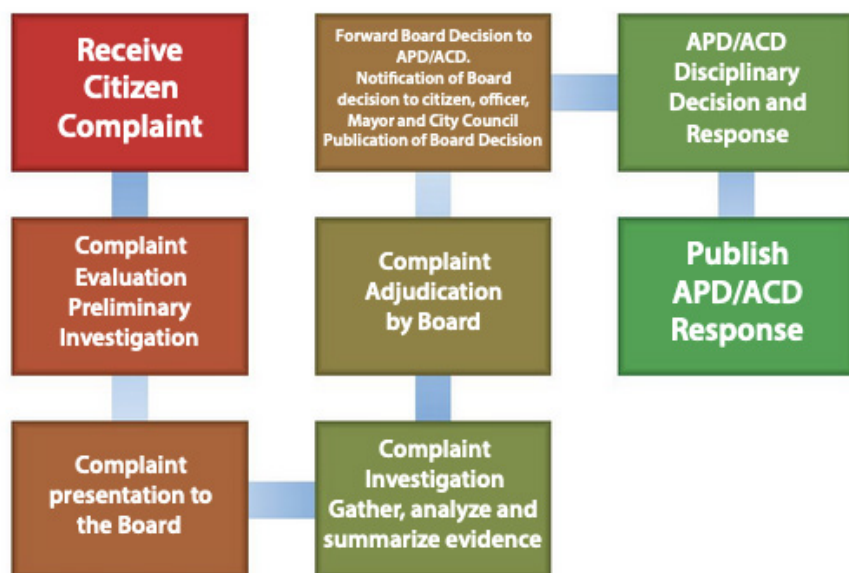 Receive
Citizen
Complaint
Complaint
Evaluation
Preliminary
Investigation
Complaint
presentation to
the Board
Complaint
Investigation
Gather, analyze and
summarize evidence
Complaint
Adjudication
by Board
Forward Board Decision to
APD/ACD.
Notification of Board
decision to citizen, officer,
Mayor and City Council
Publication of Board Decision
APD/ACD
Disciplinary
Decision and
Response
Publish
APD/ACD
Response